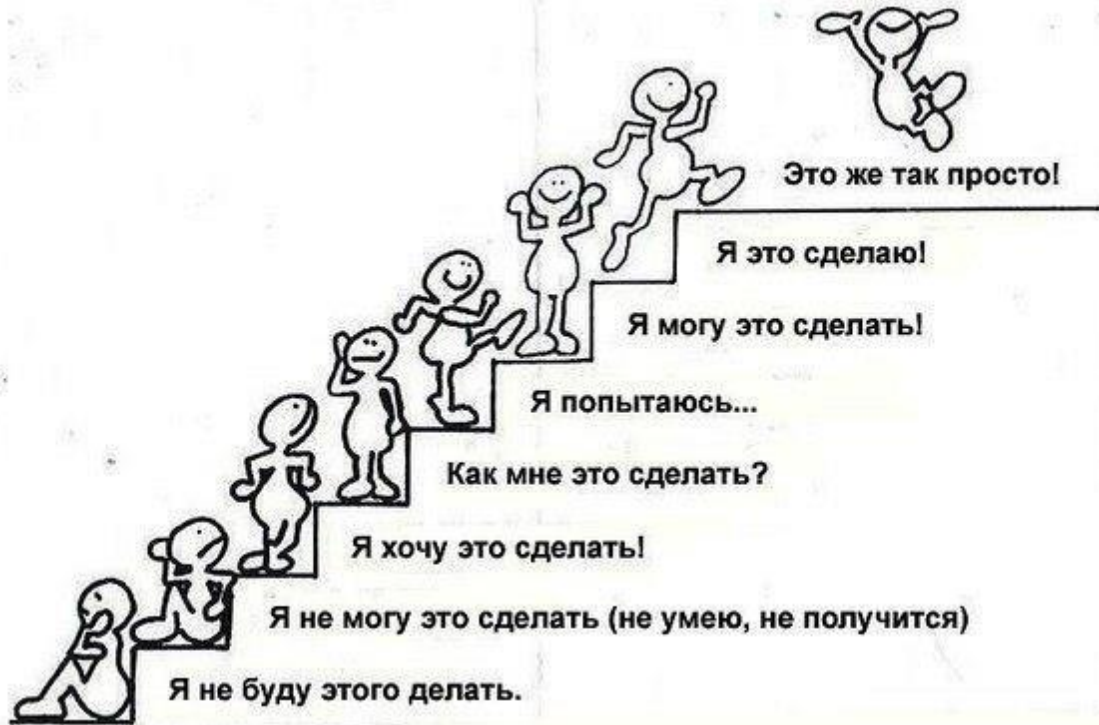 Это же так просто!
Я это сделаю!
Я могу это сделать!
Я попытаюсь...
Как мне это сделать?
Я хочу это сделать!
Я не могу это сделать (не умею, не получится)
Я не буду этого делать.